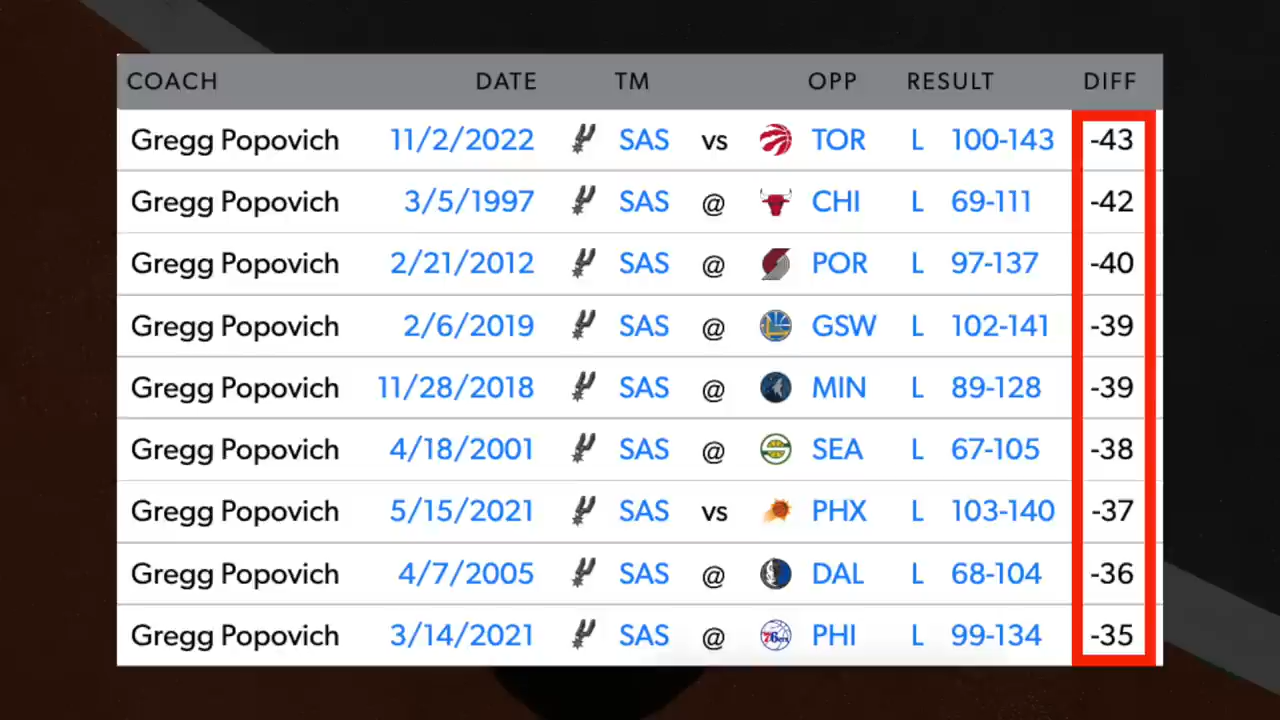 COACH DATE TM OPP RESULT DIFF
Gregg Popovich 11/2/2022 SAS vs TOR L 100-143 -43
Gregg Popovich 3/5/1997 SAS @ CHI L 69-111 -42
Gregg Popovich 2/21/2012 SAS @ POR L 97-137 -40
Gregg Popovich 2/6/2019 SAS @ GSW L 102-141 -39
Gregg Popovich 11/28/2018 SAS @ MIN L 89-128 -39
Gregg Popovich 4/18/2001 SAS @ SEA L 67-105 -38
Gregg Popovich 5/15/2021 SAS vs PHX L 103-140 -37
Gregg Popovich 4/7/2005 SAS @ DAL L 68-104 -36
Gregg Popovich 3/14/2021 SAS @ 76ers PHI L 99-134 -35